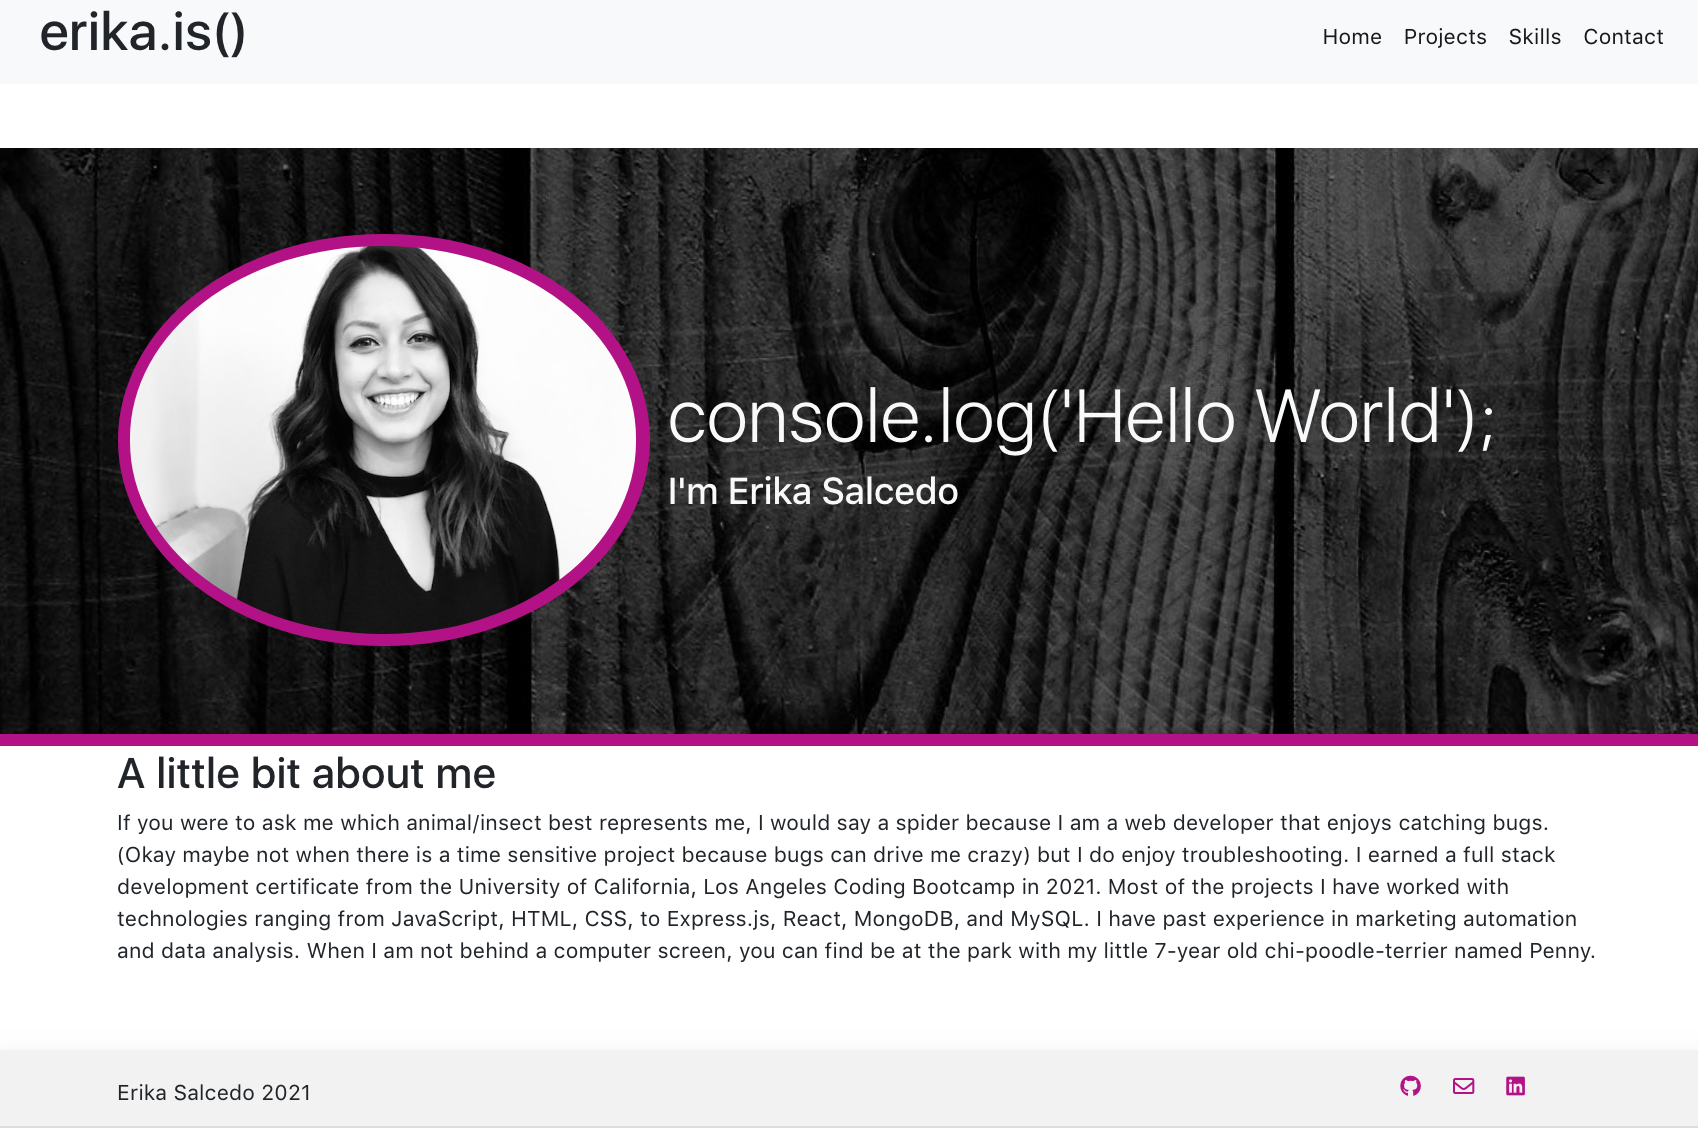 erika.is()
Home Projects Skills Contact
console.log('Hello World');
I'm Erika Salcedo
A little bit about me
If you were to ask me which animal/insect best represents me, I would say a spider because I am a web developer that enjoys catching bugs.
(Okay maybe not when there is a time sensitive project because bugs can drive me crazy) but I do enjoy troubleshooting. I earned a full stack
development certificate from the University of California, Los Angeles Coding Bootcamp in 2021. Most of the projects I have worked with
technologies ranging from JavaScript, HTML, CSS, to Express.js, React, MongoDB, and MySQL. I have past experience in marketing automation
and data analysis. When I am not behind a computer screen, you can find be at the park with my little 7-year old chi-poodle-terrier named Penny.
Erika Salcedo 2021